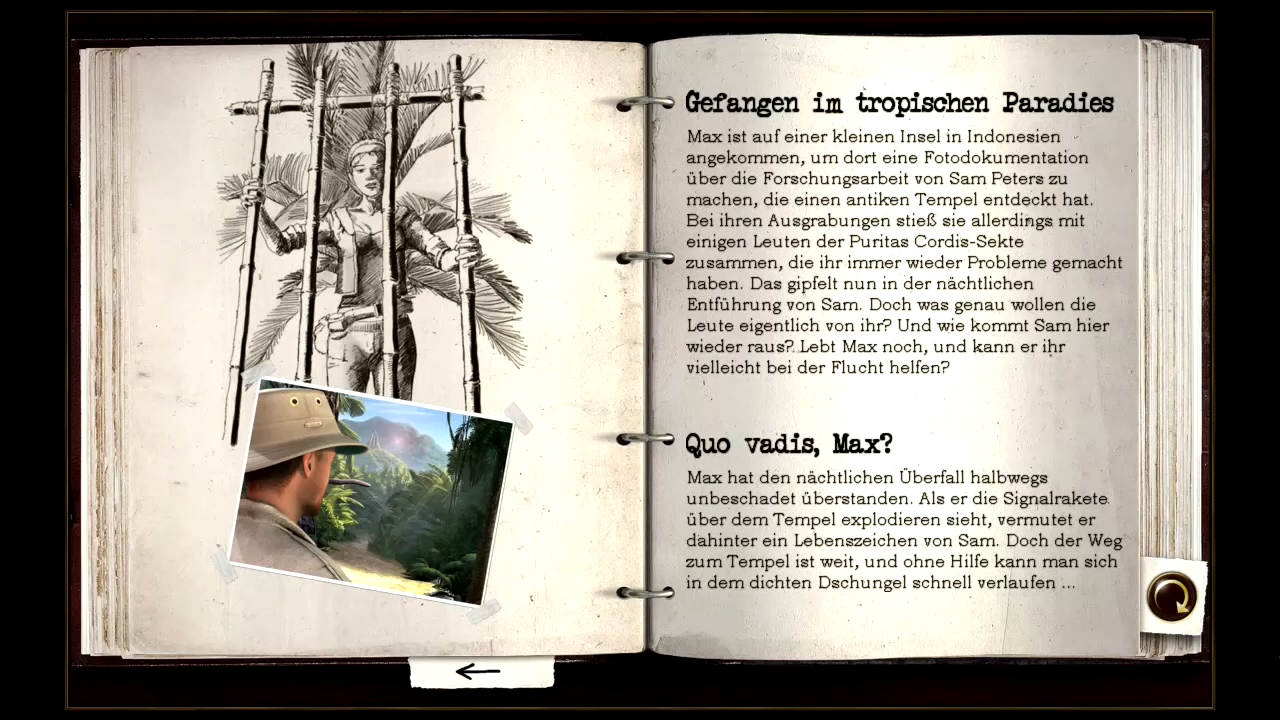 Gefangen im tropischen Paradies
Max ist auf einer kleinen Insel in Indonesien
angekommen, um dort eine Fotodokumentation
über die Forschungsarbeit von Sam Peters zu
machen, die einen antiken Tempel entdeckt hat.
Bei ihren Ausgrabungen stieß sie allerdings mit
einigen Leuten der Puritas Cordis-Sekte
zusammen, die ihr immer wieder Probleme gemacht
haben. Das gipfelt nun in der nächtlichen
Entführung von Sam. Doch was genau wollen die
Leute eigentlich von ihr? Und wie kommt Sam hier
wieder raus? Lebt Max noch, und kann er ihr
vielleicht bei der Flucht helfen?
Quo vadis, Max?
Max hat den nächtlichen Überfall halbwegs
unbeschadet überstanden. Als er die Signalrakete
über dem Tempel explodieren sieht, vermutet er
dahinter ein Lebenszeichen von Sam. Doch der Weg
zum Tempel ist weit, und ohne Hilfe kann man sich
in dem dichten Dschungel schnell verlaufen ...